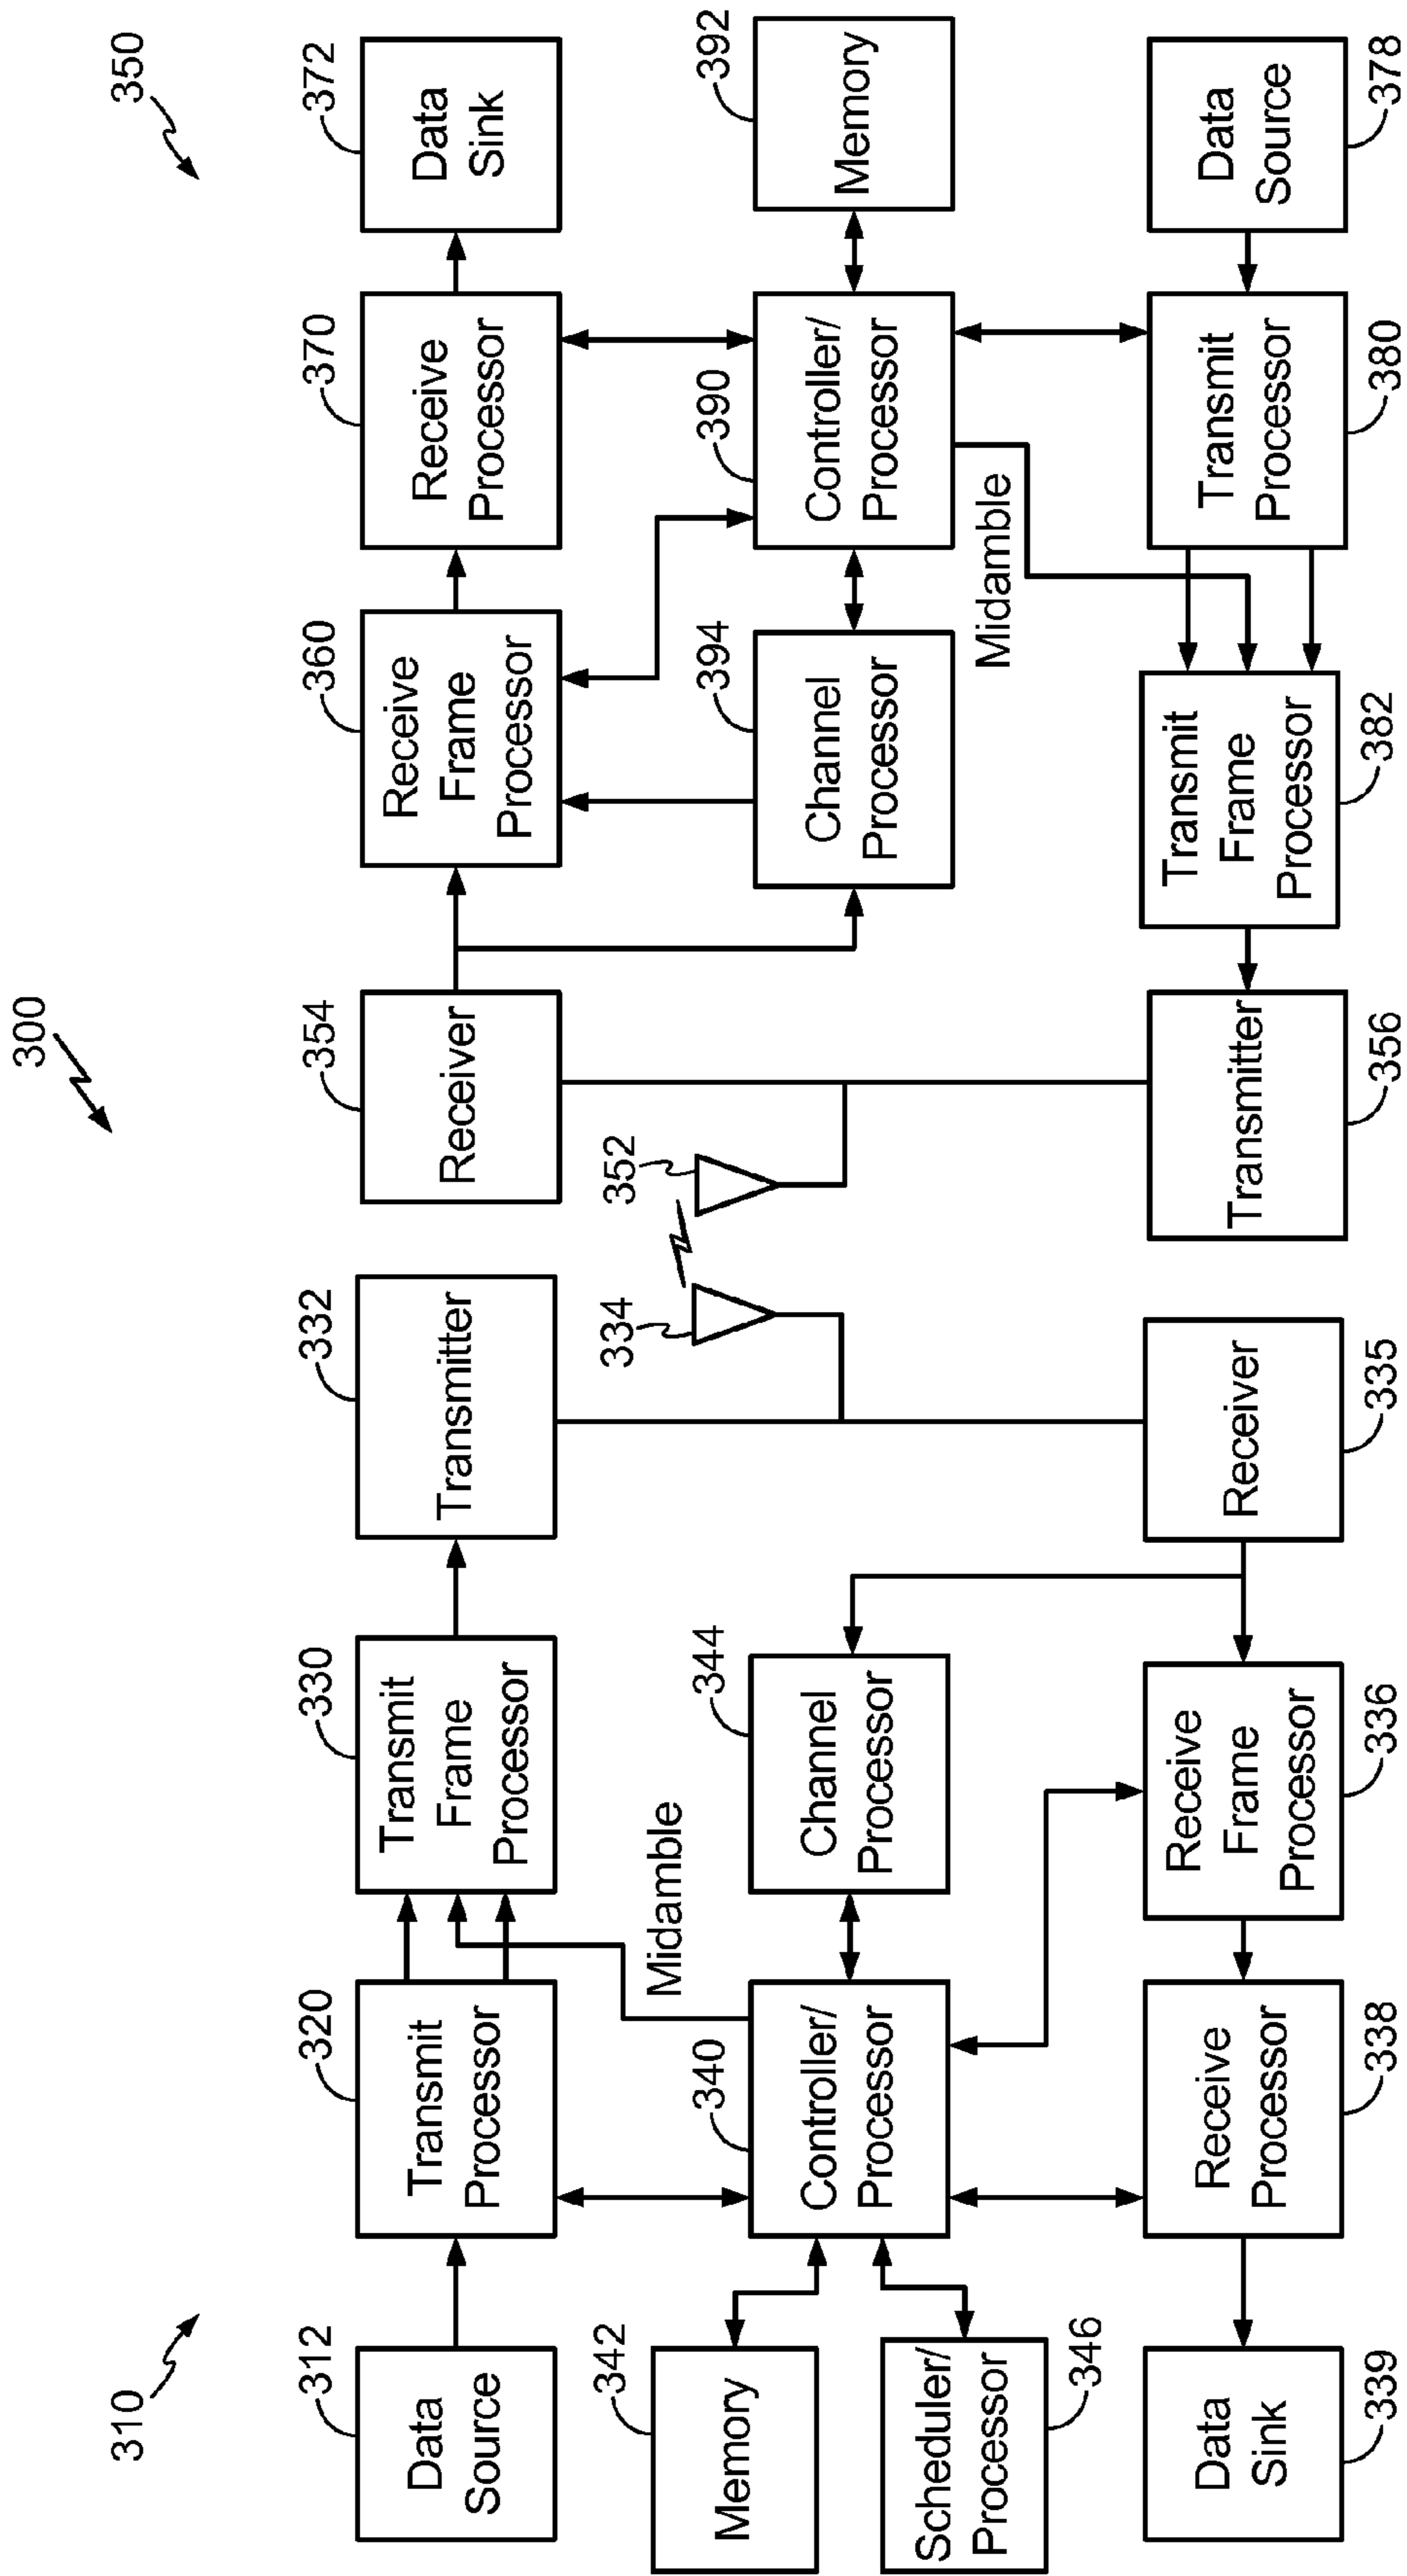 300
310
350
312
Data
Source
320
Transmit
Processor
330
Transmit
Frame
Processor
332
Transmitter
354
Receiver
360
Receive
Frame
Processor
370
Receive
Processor
372
Data
Sink
Midamble
334
352
342
Memory
340
Controller/
Processor
344
Channel
Processor
394
Channel
Processor
390
Controller/
Processor
392
Memory
Scheduler/
Processor
346
Midamble
Data
Sink
339
Receive
Processor
338
Receive
Frame
Processor
336
Receiver
335
Transmitter
356
Transmit
Frame
Processor
382
Transmit
Processor
380
Data
Source
378